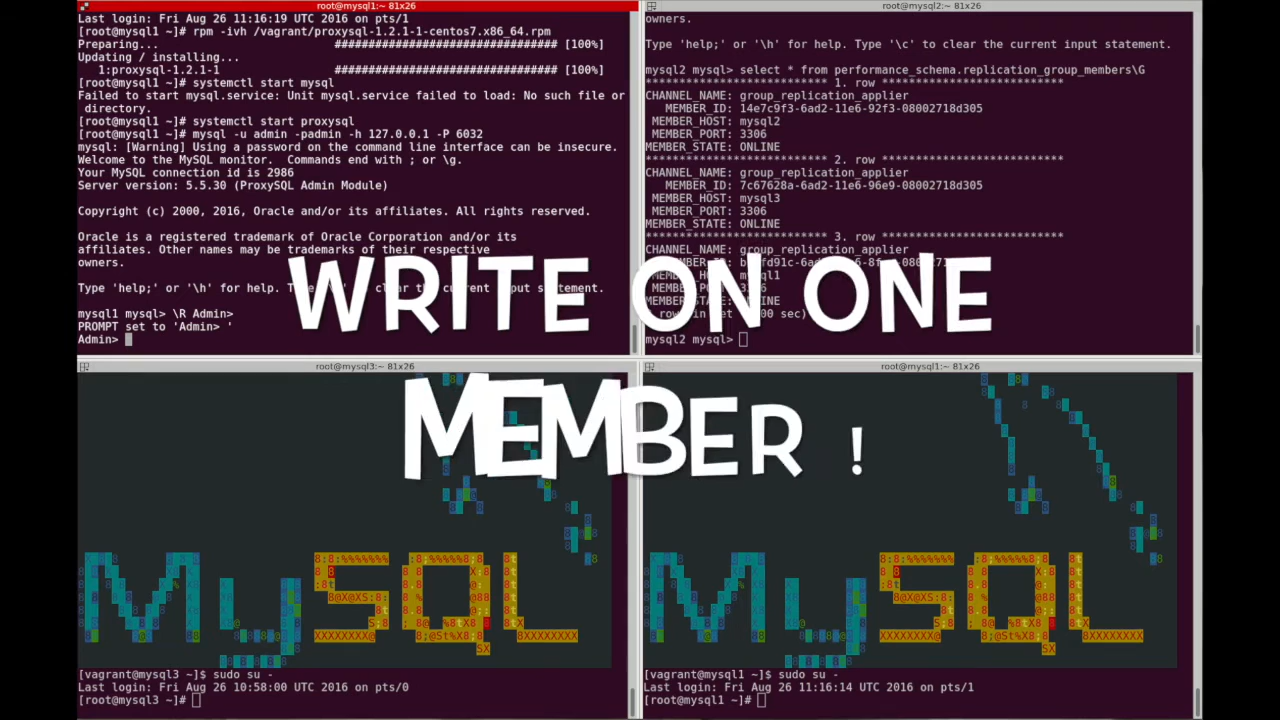 root@mysql1:~ 81x26
Last login: Fri Aug 26 11:16:19 UTC 2016 on pts/1
[root@mysql1 ~]# rpm -ivh /vagrant/proxysql-1.2.1-1-centos7.x86_64.rpm
Preparing... ################################# [100%]
Updating / installing...
1:proxysql-1.2.1-1 ################################# [100%]
[root@mysql1 ~]# systemctl start mysql
Failed to start mysql.service: Unit mysql.service failed to load: No such file or
directory.
[root@mysql1 ~]# systemctl start proxysql
[root@mysql1 ~]# mysql -u admin -padmin -h 127.0.0.1 -P 6032
mysql: [Warning] Using a password on the command line interface can be insecure.
Welcome to the MySQL monitor.  Commands end with ; or \g.
Your MySQL connection id is 2986
Server version: 5.5.30 (ProxySQL Admin Module)
Copyright (c) 2000, 2016, Oracle and/or its affiliates. All rights reserved.
Oracle is a registered trademark of Oracle Corporation and/or its
affiliates. Other names may be trademarks of their respective
owners.
Type 'help;' or '\h' for help. current input statement.
mysql1 mysql> \R Admin>
PROMPT set to 'Admin> '
Admin>
root@mysql2:~ 81x26
owners.
Type 'help;' or '\h' for help. Type '\c' to clear the current input statement.
mysql2 mysql> select * from performance_schema.replication_group_members\G
*************************** 1. row ***************************
CHANNEL_NAME: group_replication_applier
MEMBER_ID: 14e7c9f3-6ad2-11e6-92f3-08002718d305
MEMBER_HOST: mysql2
MEMBER_PORT: 3306
MEMBER_STATE: ONLINE
*************************** 2. row ***************************
CHANNEL_NAME: group_replication_applier
MEMBER_ID: 7c67628a-6ad2-11e6-96e9-08002718d305
MEMBER_HOST: mysql3
MEMBER_PORT: 3306
MEMBER_STATE: ONLINE
*************************** 3. row ***************************
CHANNEL_NAME: group_replication_applier
mysql1
mysql2 mysql>
WRITE ON ONE
MEMBER !
root@mysql3:~ 81x26
MySQL
[vagrant@mysql3 ~]$ sudo su -
Last login: Fri Aug 26 10:58:00 UTC 2016 on pts/0
[root@mysql3 ~]#
root@mysql1:~ 81x26
MySQL
[vagrant@mysql1 ~]$ sudo su -
Last login: Fri Aug 26 11:16:14 UTC 2016 on pts/1
[root@mysql1 ~]#